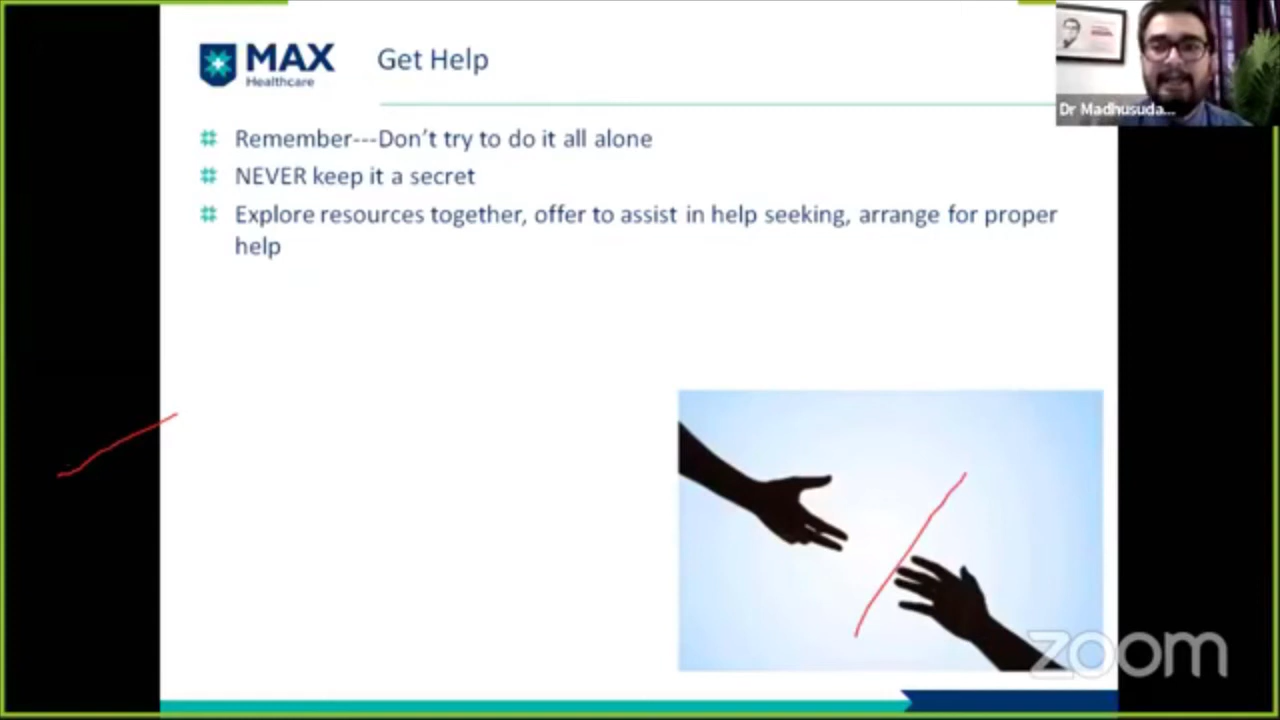 MAX
Healthcare
Get Help
Remember---Don't try to do it all alone
NEVER keep it a secret
Explore resources together, offer to assist in help seeking, arrange for proper
help
Dr Madhusuda...
zoom